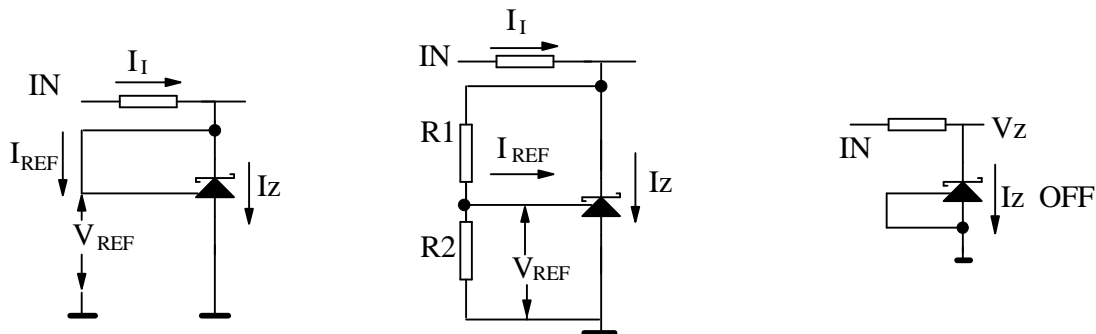 I_I
IN
I_REF
Iz
V_REF
I_I
IN
R1
I_REF
Iz
R2
V_REF
IN
Vz
Iz OFF